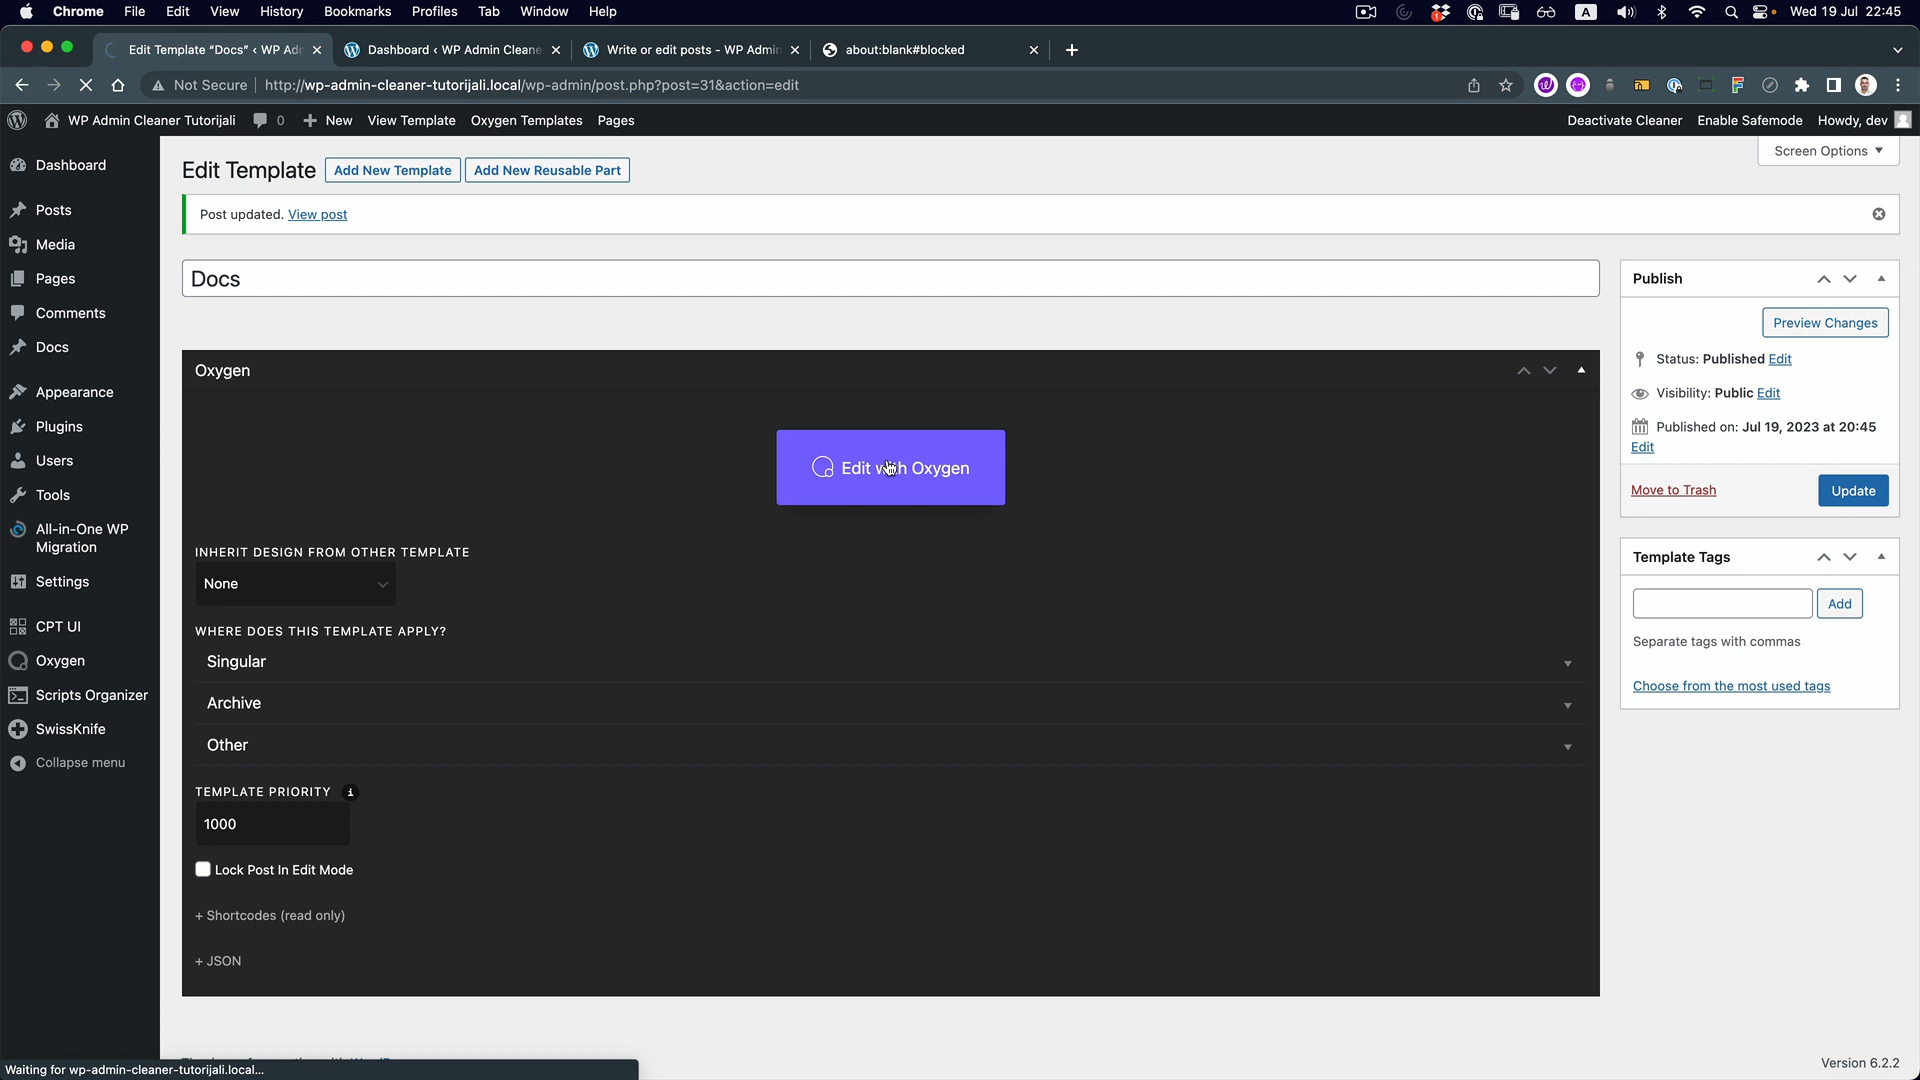 Chrome File Edit View History Bookmarks Profiles Tab Window Help
A Wed 19 Jul 22:45
Edit Template “Docs” ‹ WP Adm
Dashboard ‹ WP Admin Cleane
Write or edit posts - WP Admin
about:blank#blocked
Not Secure http://wp-admin-cleaner-tutorijali.local/wp-admin/post.php?post=31&action=edit
WP Admin Cleaner Tutorijali 0 New View Template Oxygen Templates Pages
Deactivate Cleaner Enable Safemode Howdy, dev
Dashboard
Posts
Media
Pages
Comments
Docs
Appearance
Plugins
Users
Tools
All-in-One WP
Migration
Settings
CPT UI
Oxygen
Scripts Organizer
SwissKnife
Collapse menu
Screen Options
Edit Template Add New Template Add New Reusable Part
Post updated. View post
Docs
Oxygen
Edit with Oxygen
INHERIT DESIGN FROM OTHER TEMPLATE
None
WHERE DOES THIS TEMPLATE APPLY?
Singular
Archive
Other
TEMPLATE PRIORITY i
1000
Lock Post In Edit Mode
+ Shortcodes (read only)
+ JSON
Publish
Preview Changes
Status: Published Edit
Visibility: Public Edit
Published on: Jul 19, 2023 at 20:45
Edit
Move to Trash Update
Template Tags
Add
Separate tags with commas
Choose from the most used tags
Version 6.2.2
Waiting for wp-admin-cleaner-tutorijali.local...